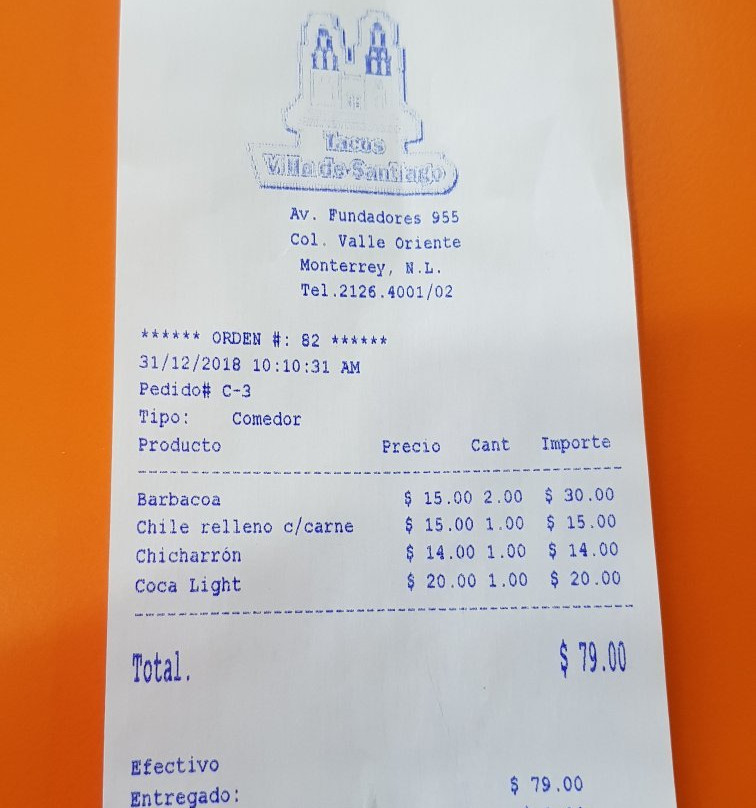 Tacos
Villa de Santiago
Av. Fundadores 955
Col. Valle Oriente
Monterrey, N.L.
Tel.2126.4001/02
****** ORDEN #: 82 ******
31/12/2018 10:10:31 AM
Pedido# C-3
Tipo: Comedor
Producto Precio Cant Importe
Barbacoa $ 15.00 2.00 $ 30.00
Chile relleno c/carne $ 15.00 1.00 $ 15.00
Chicharrón $ 14.00 1.00 $ 14.00
Coca Light $ 20.00 1.00 $ 20.00
Total. $ 79.00
Efectivo
Entregado: $ 79.00